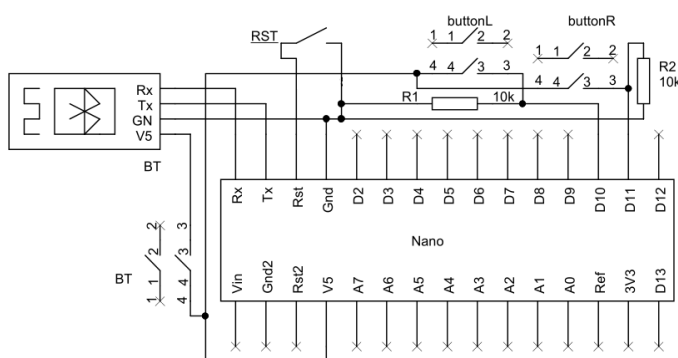 buttonL
buttonR
RST
1 1 2 2
1 1 2 2
4 4 3 3
4 4 3 3
R2
10k
R1
10k
Rx
Tx
GN
V5
BT
Rx
Tx
Rst
Gnd
D2
D3
D4
D5
D6
D7
D8
D9
D10
D11
D12
Nano
2
2
1
1
3
3
4
4
BT
Vin
Gnd2
Rst2
V5
A7
A6
A5
A4
A3
A2
A1
A0
Ref
3V3
D13